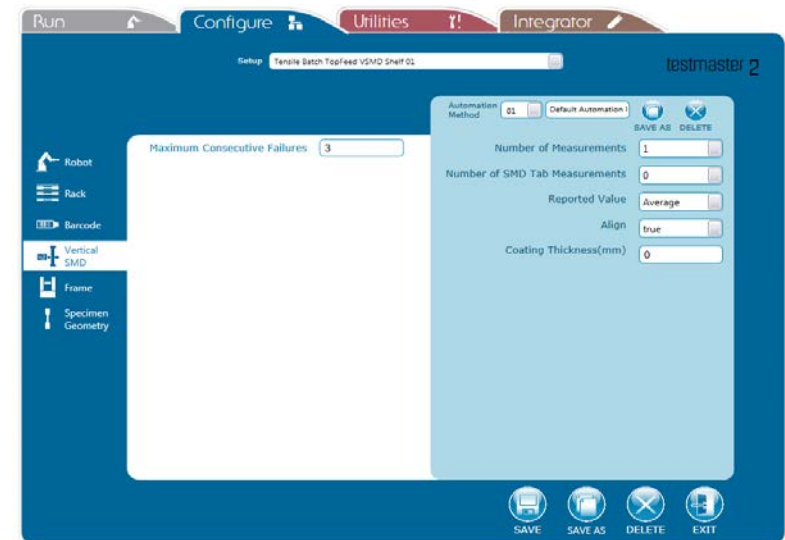 Run
Configure
Utilities
Integrator
Setup
Tensile Batch TopFeed VSMD Shelf 01
testmaster 2
Automation
Method
01
Default Automation
SAVE AS
DELETE
Robot
Rack
Barcode
Vertical
SMD
Frame
Specimen
Geometry
Maximum Consecutive Failures 3
Number of Measurements 1
Number of SMD Tab Measurements 0
Reported Value Average
Align true
Coating Thickness(mm) 0
SAVE
SAVE AS
DELETE
EXIT